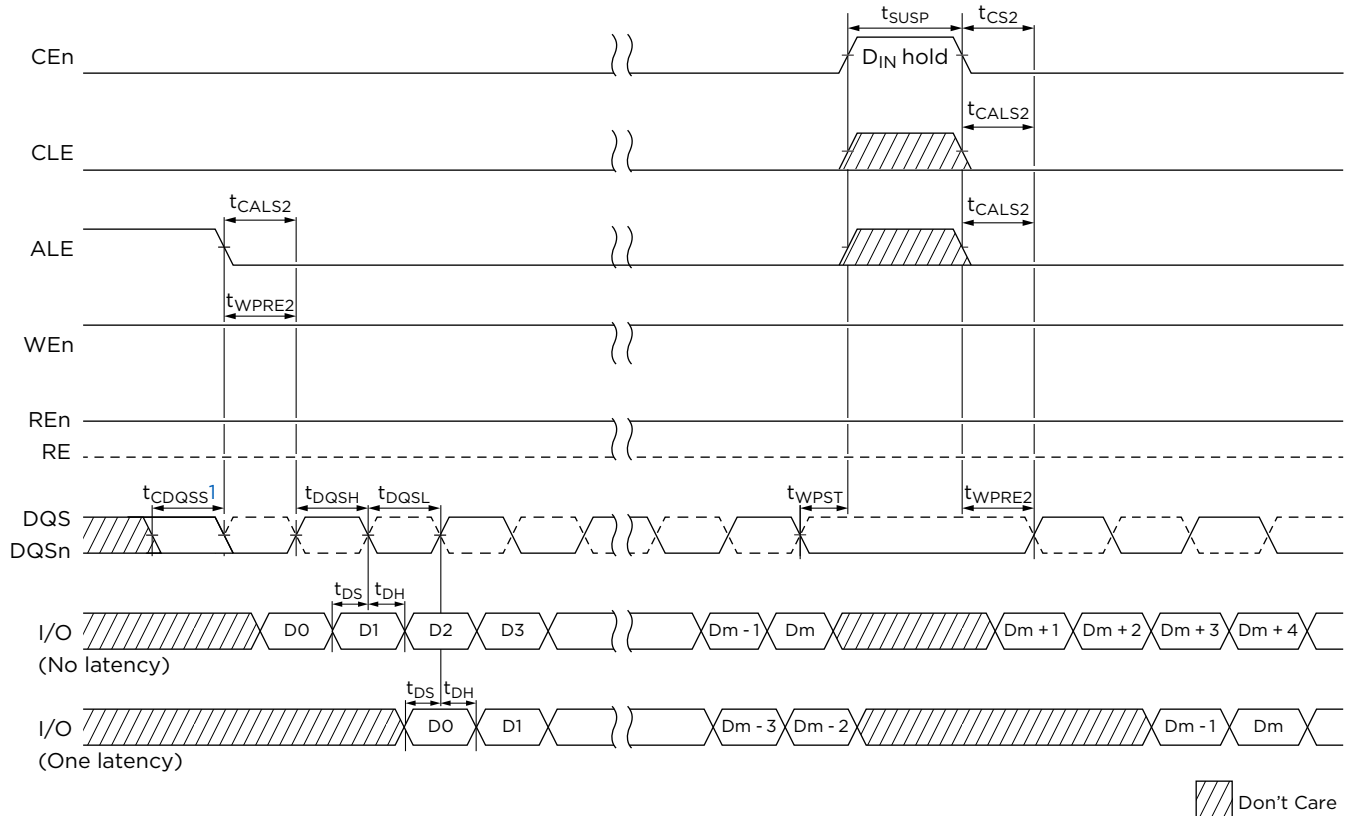 tSUSP tCS2
CEn DIN hold
tCALS2
CLE
tCALS2 tCALS2
ALE
tWPRE2
WEn
REn
RE
tCDQSS1 tDQSH tDQSL tWPST tWPRE2
DQS
DQSn
tDS tDH
I/O D0 D1 D2 D3 Dm - 1 Dm Dm + 1 Dm + 2 Dm + 3 Dm + 4
(No latency)
tDS tDH
I/O D0 D1 Dm - 3 Dm - 2 Dm - 1 Dm
(One latency)
Don't Care